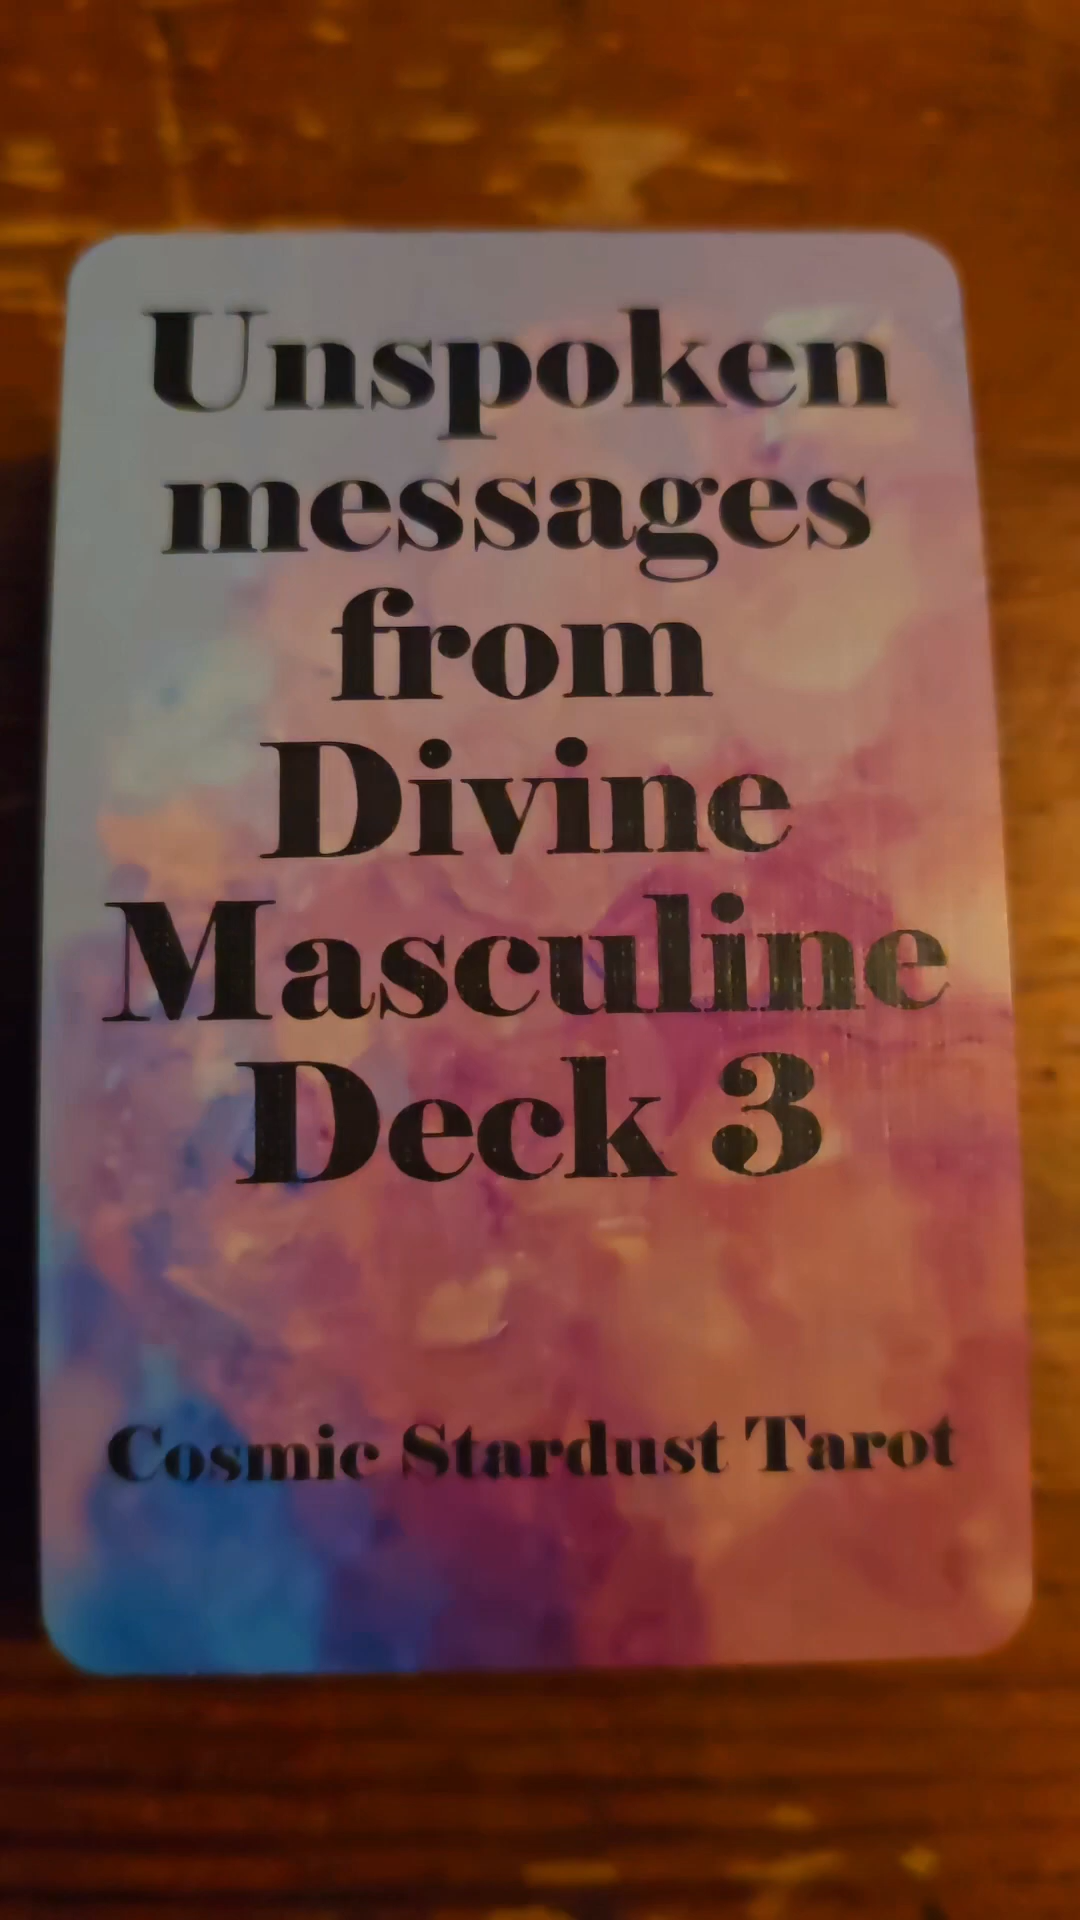 Unspoken
messages
from
Divine
Masculine
Deck 3
Cosmic Stardust Tarot